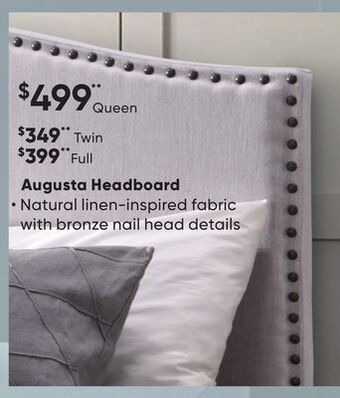 $499** Queen
$349** Twin
$399** Full
Augusta Headboard
• Natural linen-inspired fabric
with bronze nail head details